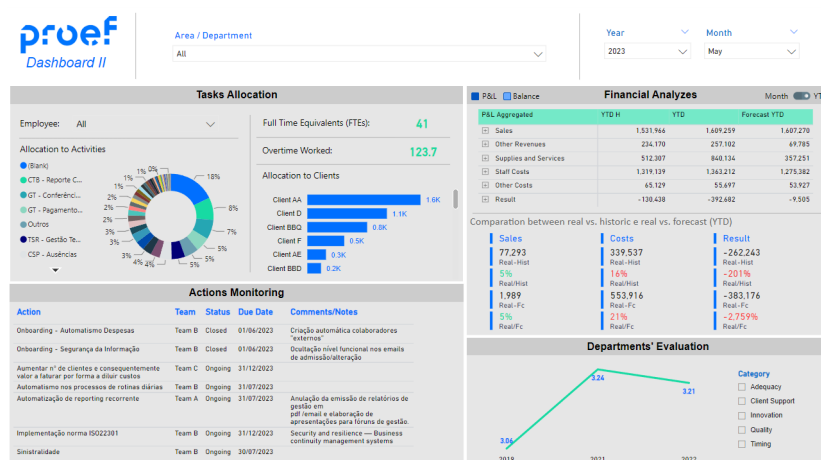 proef
Dashboard II
Area / Department
All
Year
2023
Month
May
Tasks Allocation
Employee: All
Full Time Equivalents (FTEs): 41
Overtime Worked: 123.7
Allocation to Activities
(Blank)
CTB - Reporte C...
GT - Conferênci...
GT - Pagamento...
Outros
TSR - Gestão Te...
CSP - Ausências
18%
8%
7%
5%
5%
5%
5%
4%
4%
3%
3%
3%
2%
2%
2%
1%
1%
1%
0%
Allocation to Clients
Client AA 1.6K
Client D 1.1K
Client BBQ 0.8K
Client F 0.5K
Client AE 0.3K
Client BBD 0.2K
Actions Monitoring
Action Team Status Due Date Comments/Notes
Onboarding - Automatismo Despesas Team B Closed 01/06/2023 Criação automática colaboradores
"externos"
Onboarding - Segurança da Informação Team B Closed 01/06/2023 Ocultação nível funcional nos emails
de admissão/alteração
Aumentar nº de clientes e consequentemente Team C Ongoing 31/12/2023
valor a faturar por forma a diluir custos
Automatismo nos processos de rotinas diárias Team B Ongoing 31/07/2023
Automatização de reporting recorrente Team A Ongoing 31/07/2023 Anulação da emissão de relatórios de
gestão em
pdf /email e elaboração de
apresentações para fóruns de gestão.
Implementação norma ISO22301 Team B Ongoing 31/12/2023 Security and resilience — Business
continuity management systems
Sinistralidade Team B Ongoing 30/07/2023
P&L Balance
Financial Analyzes
Month YT
P&L Aggregated YTD H YTD Forecast YTD
Sales 1.531.966 1.609.259 1.607.270
Other Revenues 234.170 257.102 69.785
Supplies and Services 512.307 840.134 357.251
Staff Costs 1.319.139 1.363.212 1.275.382
Other Costs 65.129 55.697 53.927
Result -130.438 -392.682 -9.505
Comparation between real vs. historic e real vs. forecast (YTD)
Sales Costs Result
77,293 339,537 -262,243
Real-Hist Real-Hist Real-Hist
5% 16% -201%
Real/Hist Real/Hist Real/Hist
1,989 553,916 -383,176
Real-Fc Real-Fc Real-Fc
5% 21% -2.759%
Real/Fc Real/Fc Real/Fc
Departments' Evaluation
3.06
3.24
3.21
2019 2021 2022
Category
Adequacy
Client Support
Innovation
Quality
Timing